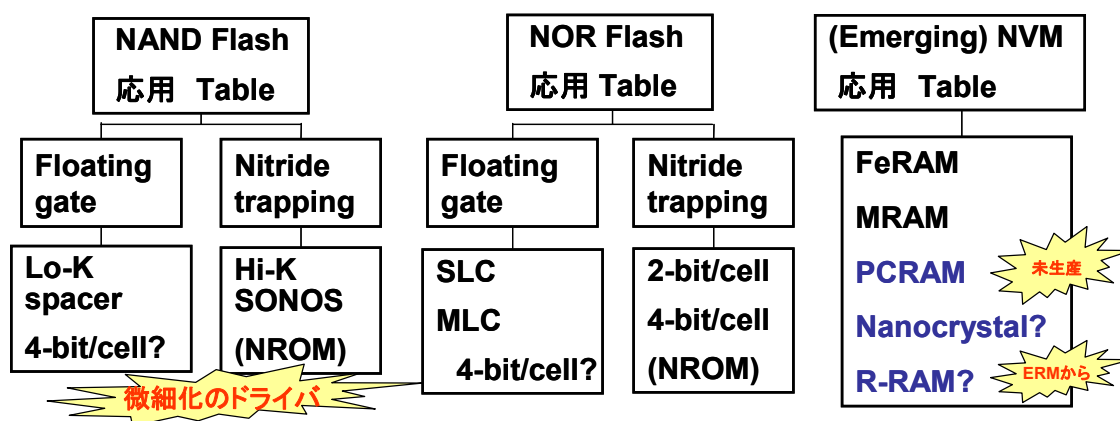 NAND Flash
応用 Table
Floating
gate
Nitride
trapping
Lo-K
spacer
4-bit/cell?
Hi-K
SONOS
(NROM)
微細化のドライバ
NOR Flash
応用 Table
Floating
gate
Nitride
trapping
SLC
MLC
4-bit/cell?
2-bit/cell
4-bit/cell
(NROM)
(Emerging) NVM
応用 Table
FeRAM
MRAM
PCRAM
未生産
Nanocrystal?
R-RAM?
ERMから